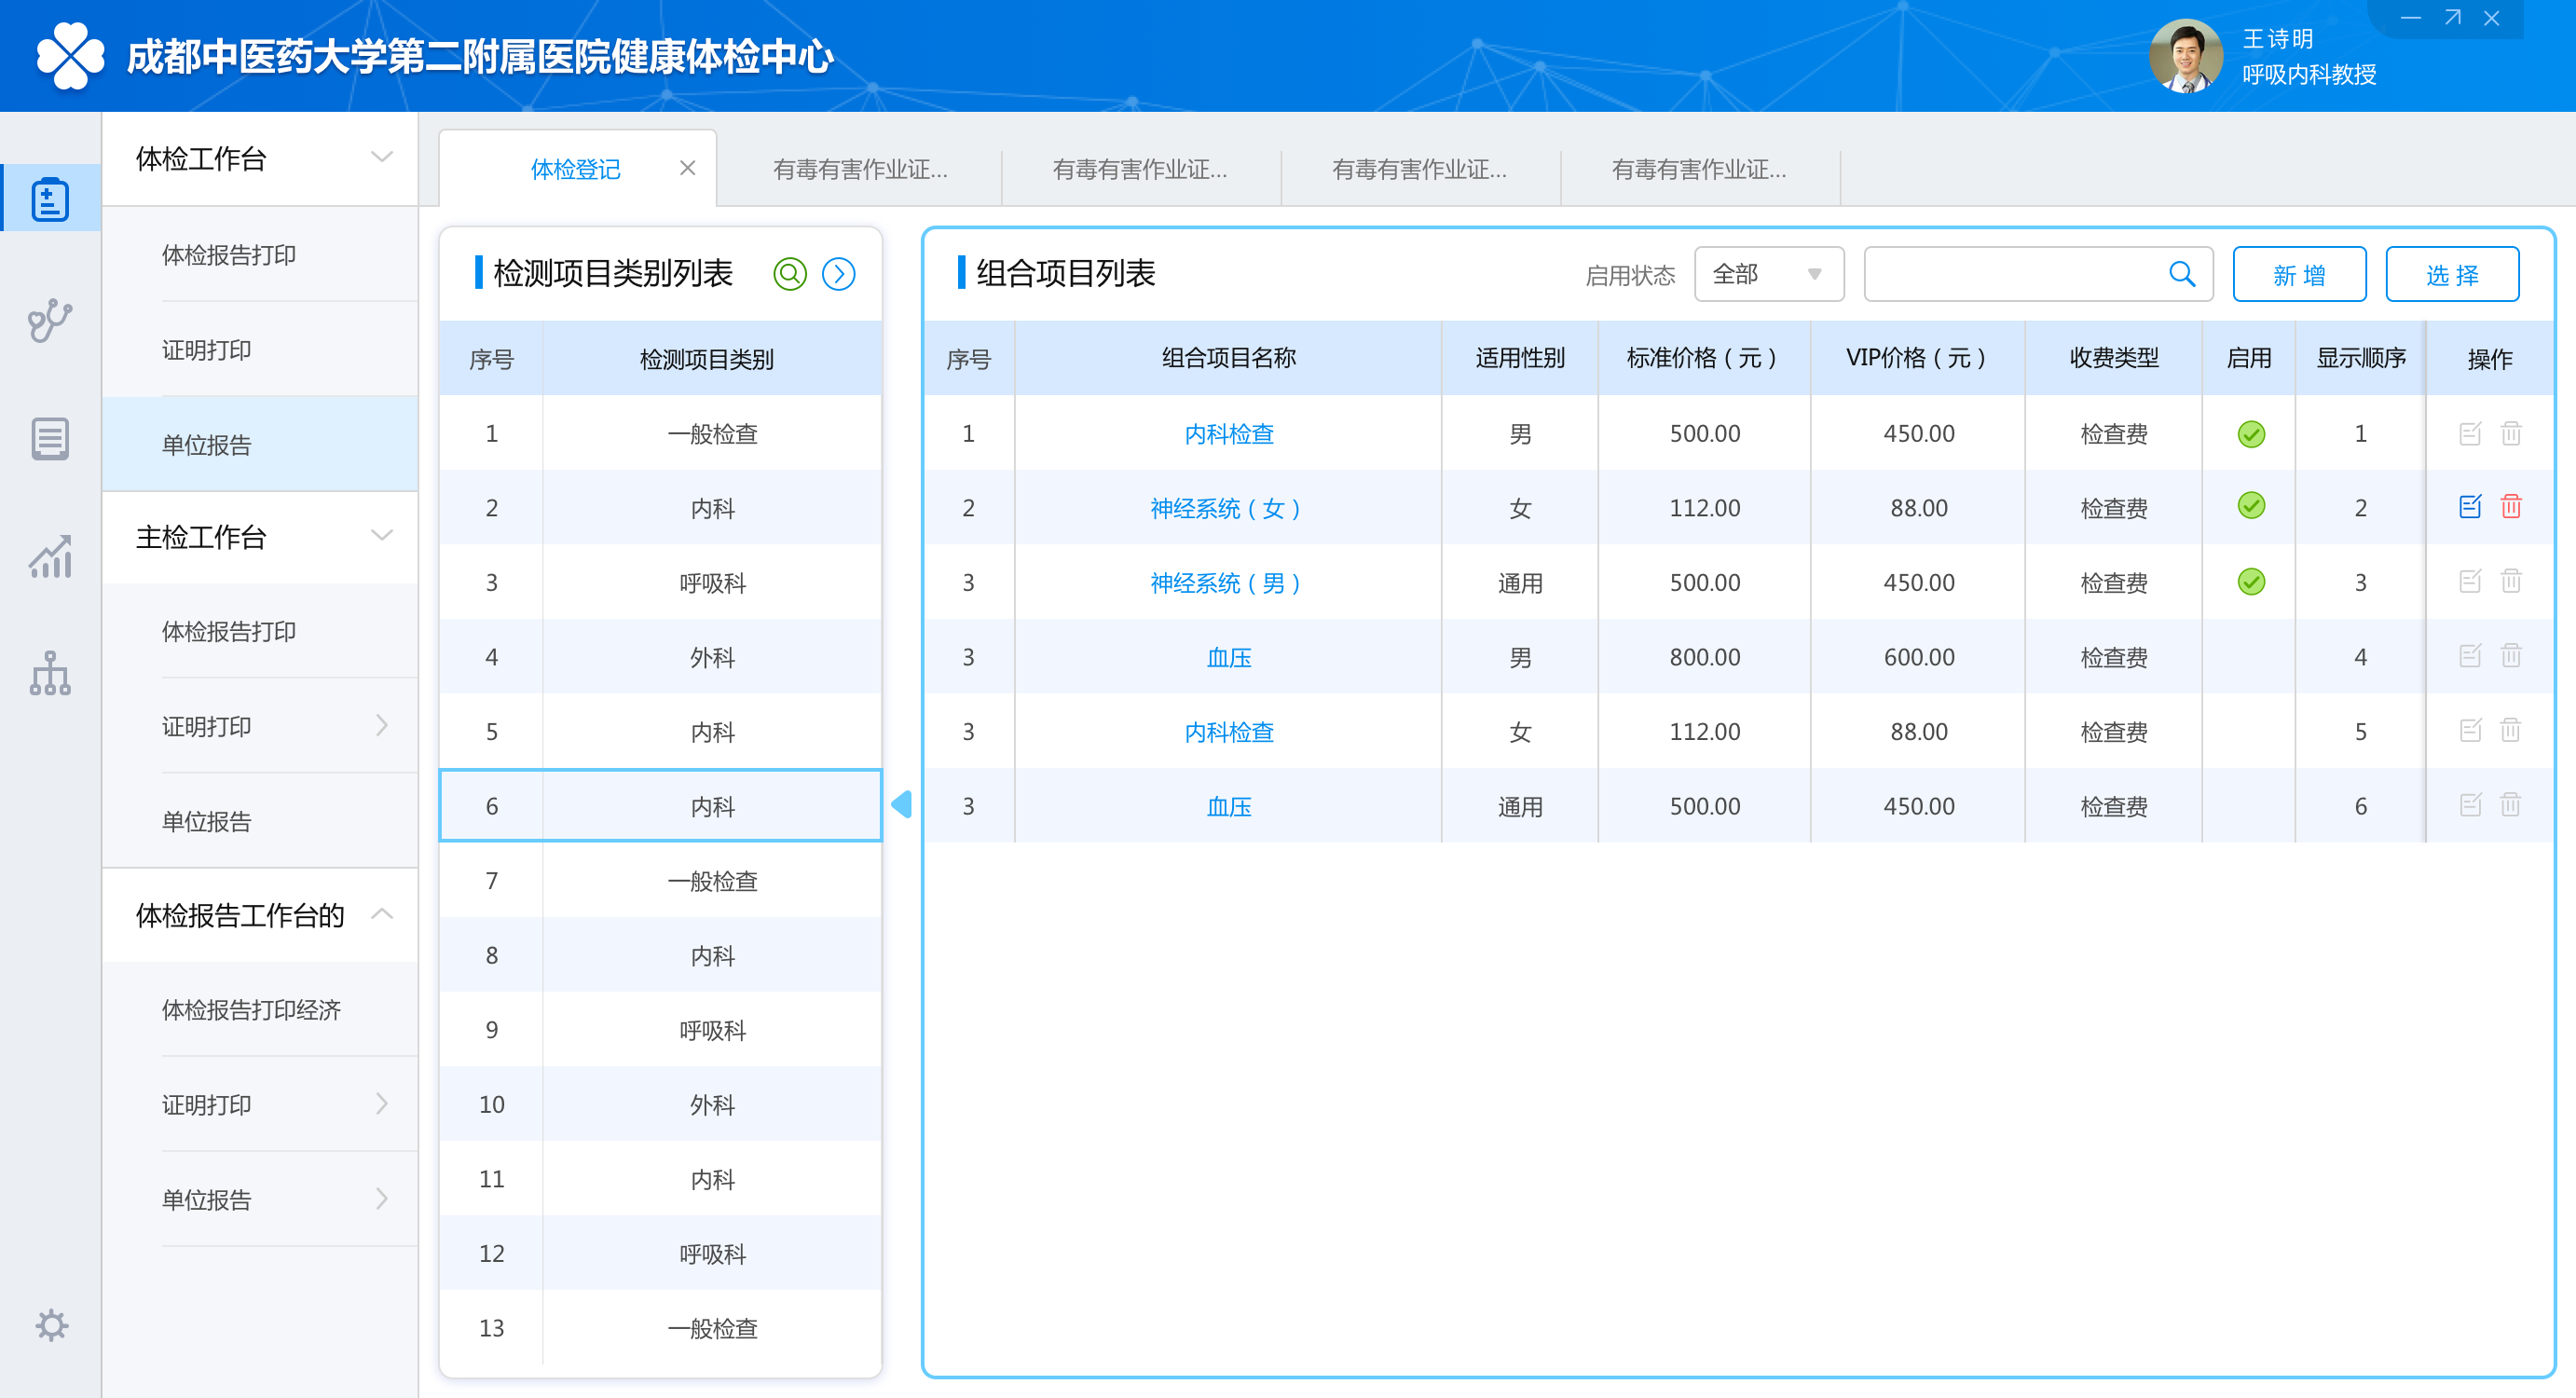 成都中医药大学第二附属医院健康体检中心
王诗明
呼吸内科教授
体检工作台
体检报告打印
证明打印
单位报告
主检工作台
体检报告打印
证明打印
单位报告
体检报告工作台的
体检报告打印经济
证明打印
单位报告
体检登记 有毒有害作业证... 有毒有害作业证... 有毒有害作业证... 有毒有害作业证...
检测项目类别列表
序号 检测项目类别
1 一般检查
2 内科
3 呼吸科
4 外科
5 内科
6 内科
7 一般检查
8 内科
9 呼吸科
10 外科
11 内科
12 呼吸科
13 一般检查
组合项目列表 启用状态 全部 新 增 选 择
序号 组合项目名称 适用性别 标准价格（元） VIP价格（元） 收费类型 启用 显示顺序 操作
1 内科检查 男 500.00 450.00 检查费 1
2 神经系统（女） 女 112.00 88.00 检查费 2
3 神经系统（男） 通用 500.00 450.00 检查费 3
3 血压 男 800.00 600.00 检查费 4
3 内科检查 女 112.00 88.00 检查费 5
3 血压 通用 500.00 450.00 检查费 6